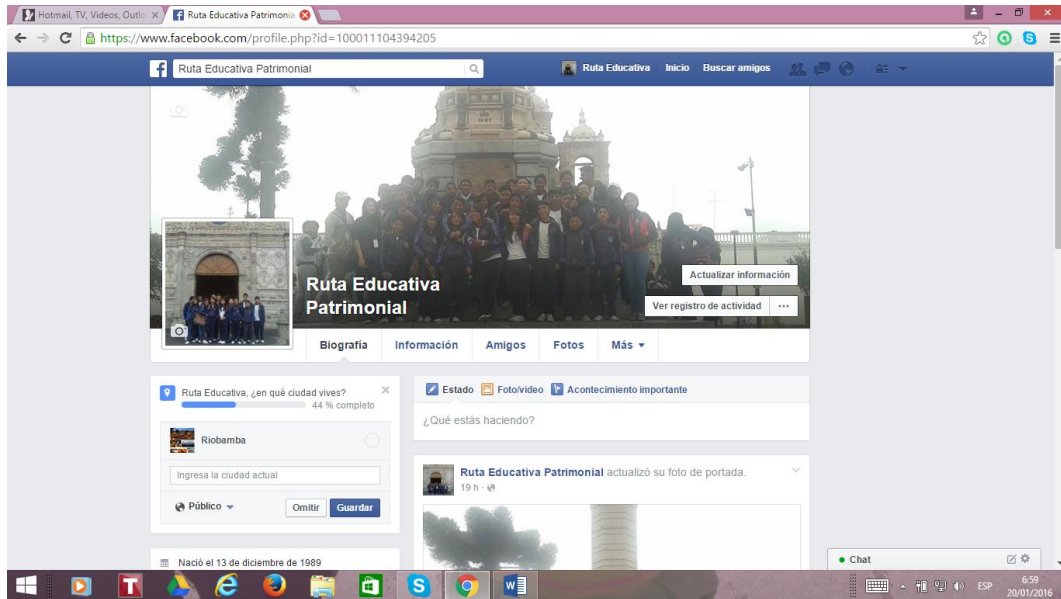 Hotmail, TV, Videos, Outlo
Ruta Educativa Patrimonia
https://www.facebook.com/profile.php?id=100011104394205
Ruta Educativa Patrimonial
Ruta Educativa
Inicio
Buscar amigos
Ruta Educativa
Patrimonial
Actualizar información
Ver registro de actividad
Biografía
Información
Amigos
Fotos
Más
Ruta Educativa, ¿en qué ciudad vives?
44 % completo
Riobamba
Ingresa la ciudad actual
Público
Omitir
Guardar
Nació el 13 de diciembre de 1989
Estado
Foto/video
Acontecimiento importante
¿Qué estás haciendo?
Ruta Educativa Patrimonial actualizó su foto de portada.
19 h
Chat
ESP
6:59
20/01/2016